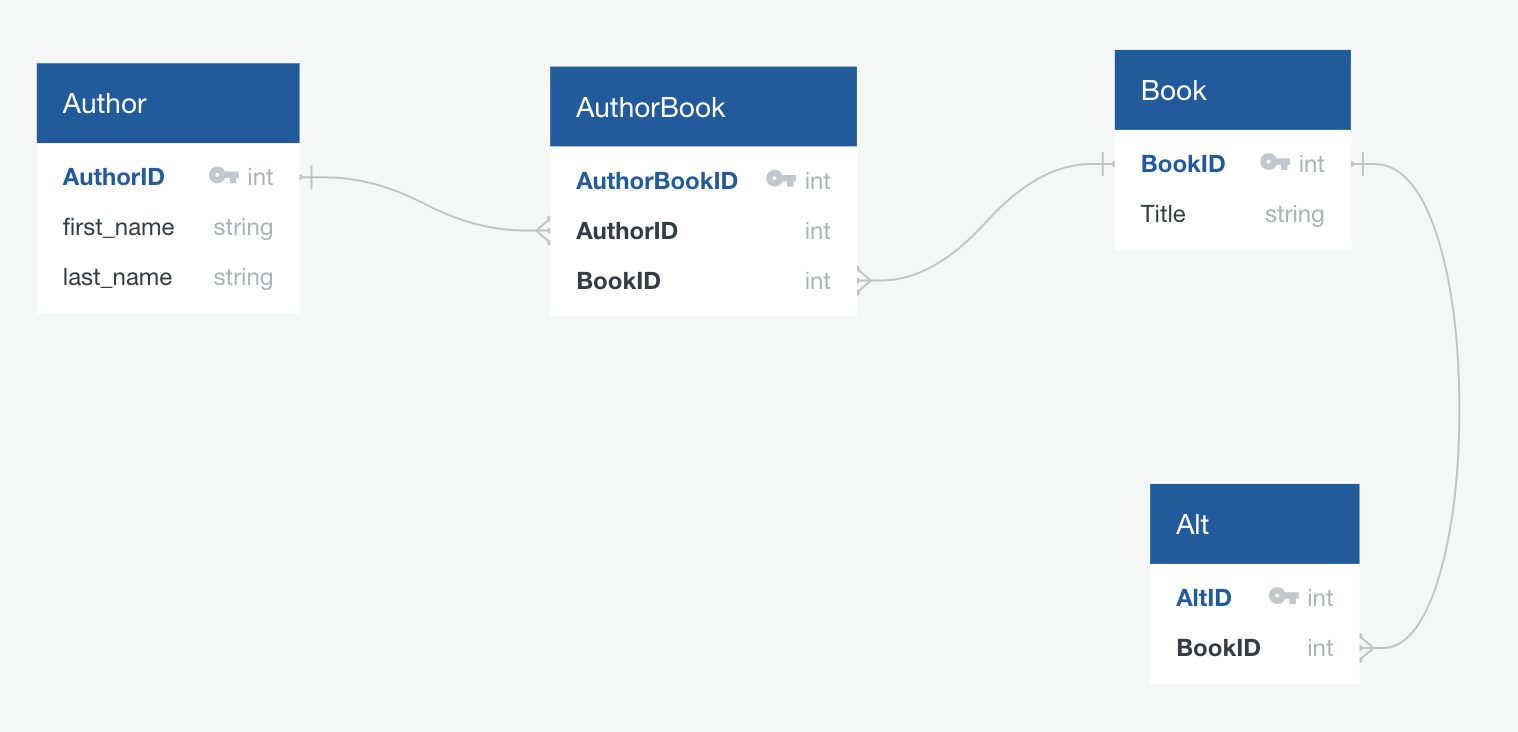 Author
AuthorID int
first_name string
last_name string
AuthorBook
AuthorBookID int
AuthorID int
BookID int
Book
BookID int
Title string
Alt
AltID int
BookID int